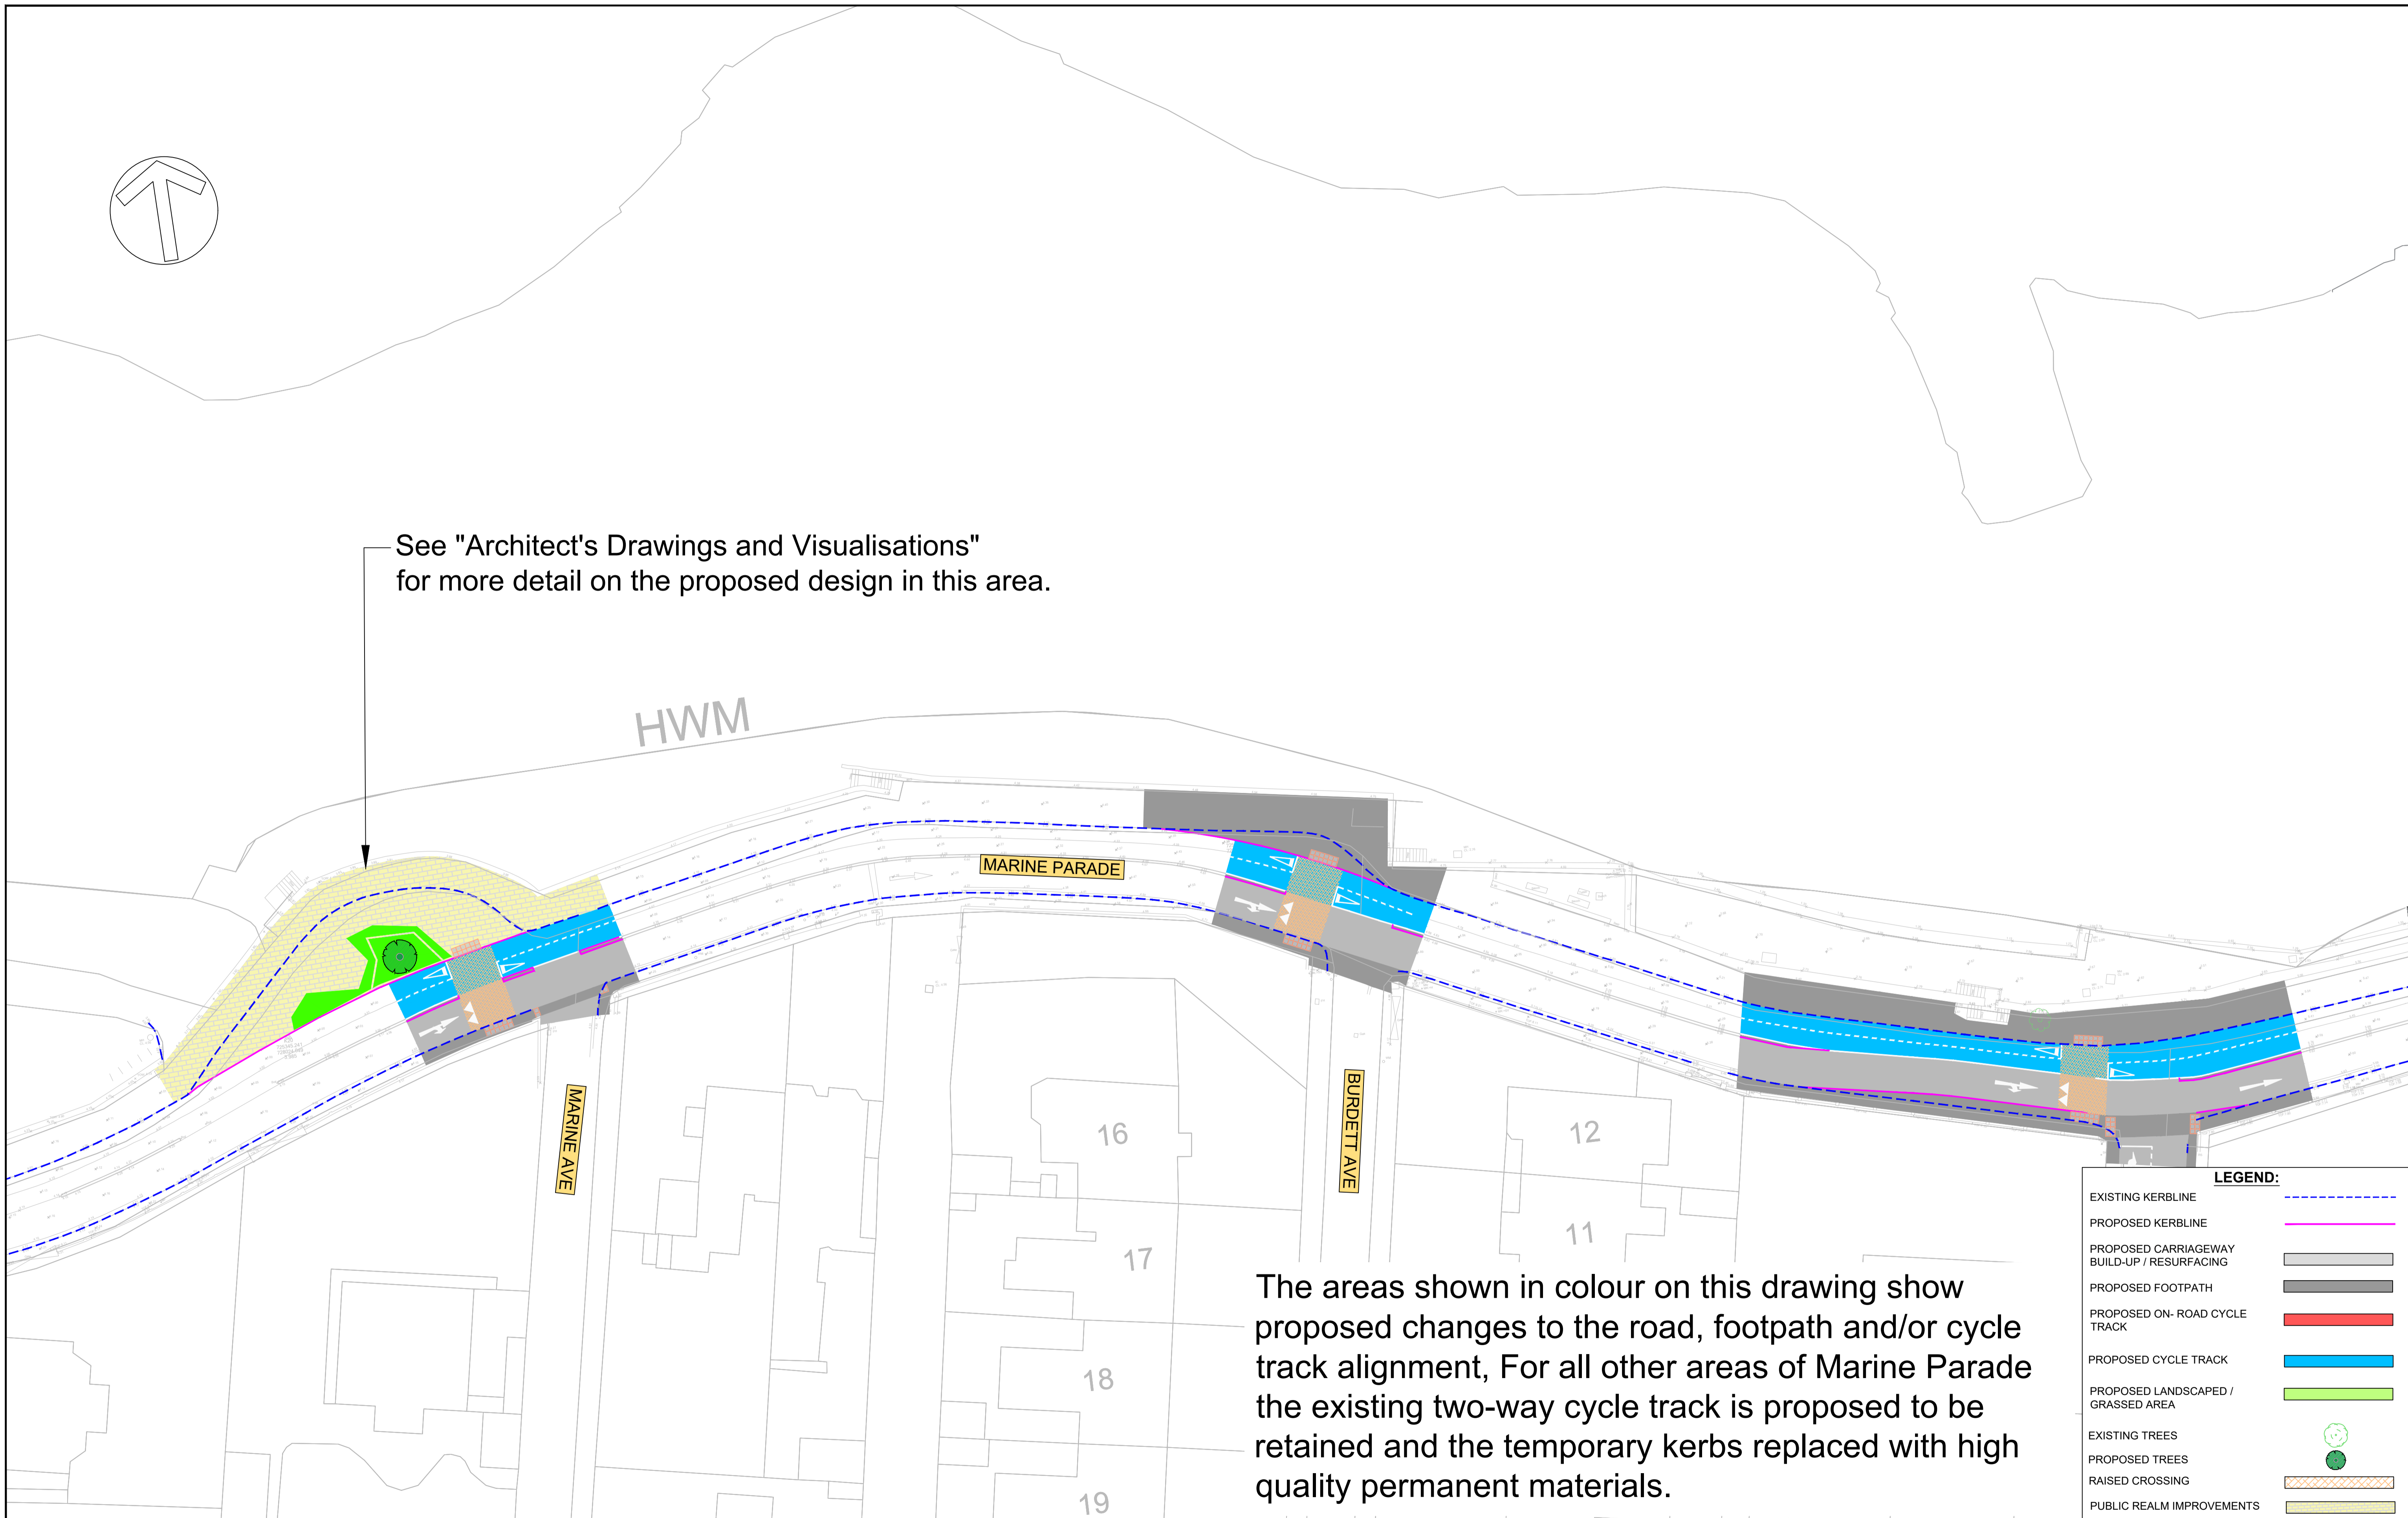 See "Architect's Drawings and Visualisations"
for more detail on the proposed design in this area.
HWM
MARINE PARADE
MARINE AVE
BURDETT AVE
16
17
18
19
12
11
The areas shown in colour on this drawing show
proposed changes to the road, footpath and/or cycle
track alignment, For all other areas of Marine Parade
the existing two-way cycle track is proposed to be
retained and the temporary kerbs replaced with high
quality permanent materials.
LEGEND:
EXISTING KERBLINE
PROPOSED KERBLINE
PROPOSED CARRIAGEWAY
BUILD-UP / RESURFACING
PROPOSED FOOTPATH
PROPOSED ON- ROAD CYCLE
TRACK
PROPOSED CYCLE TRACK
PROPOSED LANDSCAPED /
GRASSED AREA
EXISTING TREES
PROPOSED TREES
RAISED CROSSING
PUBLIC REALM IMPROVEMENTS